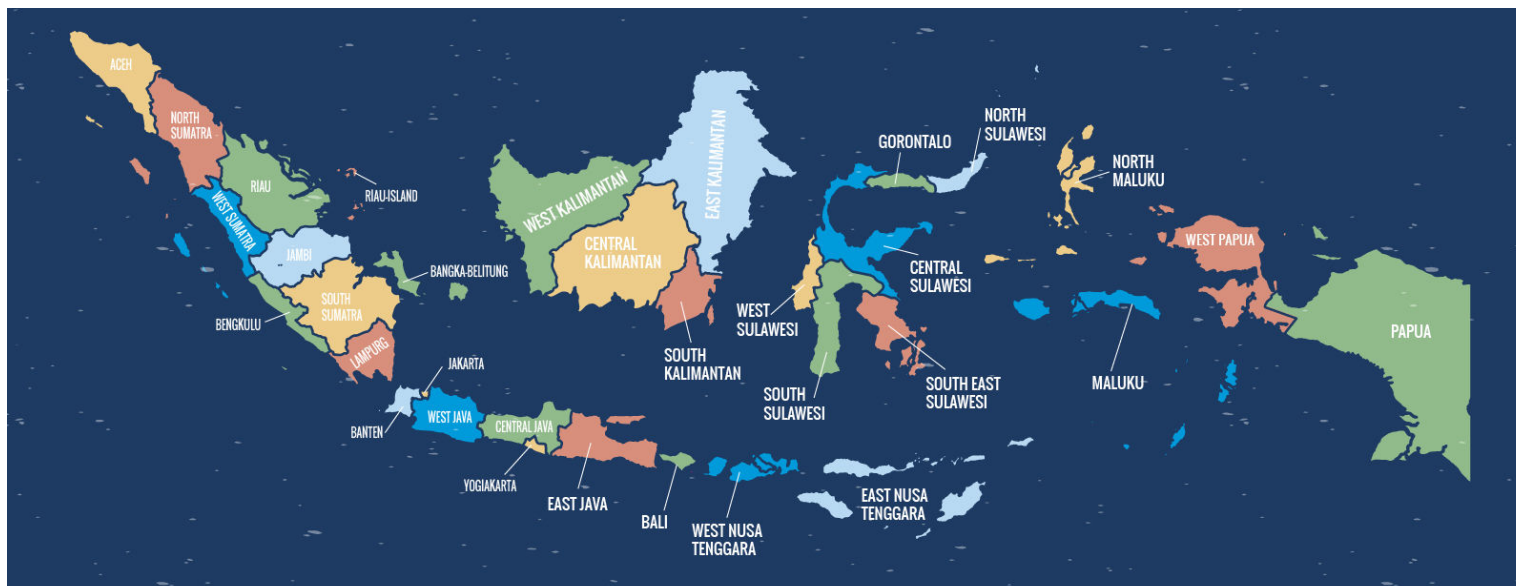 ACEH
NORTH
SUMATRA
RIAU
RIAU-ISLAND
WEST SUMATRA
JAMBI
BANGKA-BELITUNG
SOUTH
SUMATRA
BENGKULU
LAMPURG
JAKARTA
BANTEN
WEST JAVA
CENTRAL JAVA
YOGIAKARTA
EAST JAVA
BALI
WEST NUSA
TENGGARA
EAST NUSA
TENGGARA
WEST KALIMANTAN
CENTRAL
KALIMANTAN
EAST KALIMANTAN
SOUTH
KALIMANTAN
GORONTALO
NORTH
SULAWESI
CENTRAL
SULAWESI
WEST
SULAWESI
SOUTH
SULAWESI
SOUTH EAST
SULAWESI
NORTH
MALUKU
MALUKU
WEST PAPUA
PAPUA